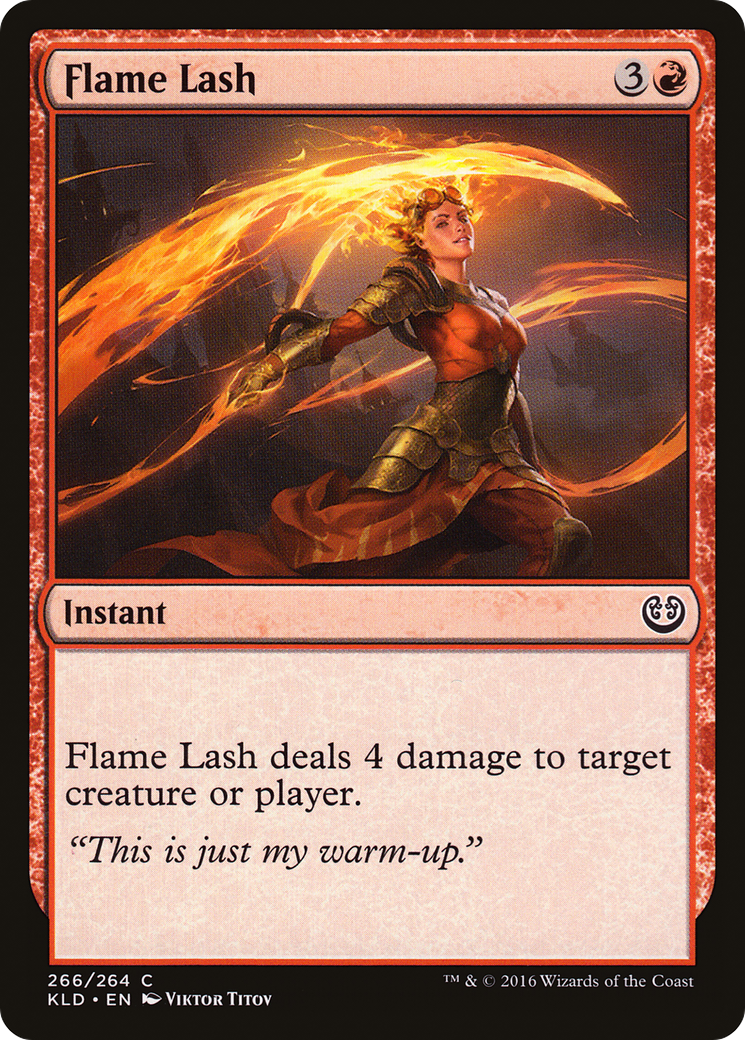 Flame Lash 3
Instant
Flame Lash deals 4 damage to target
creature or player.
“This is just my warm-up.”
266/264 C
KLD • EN Viktor Titov
™ & © 2016 Wizards of the Coast